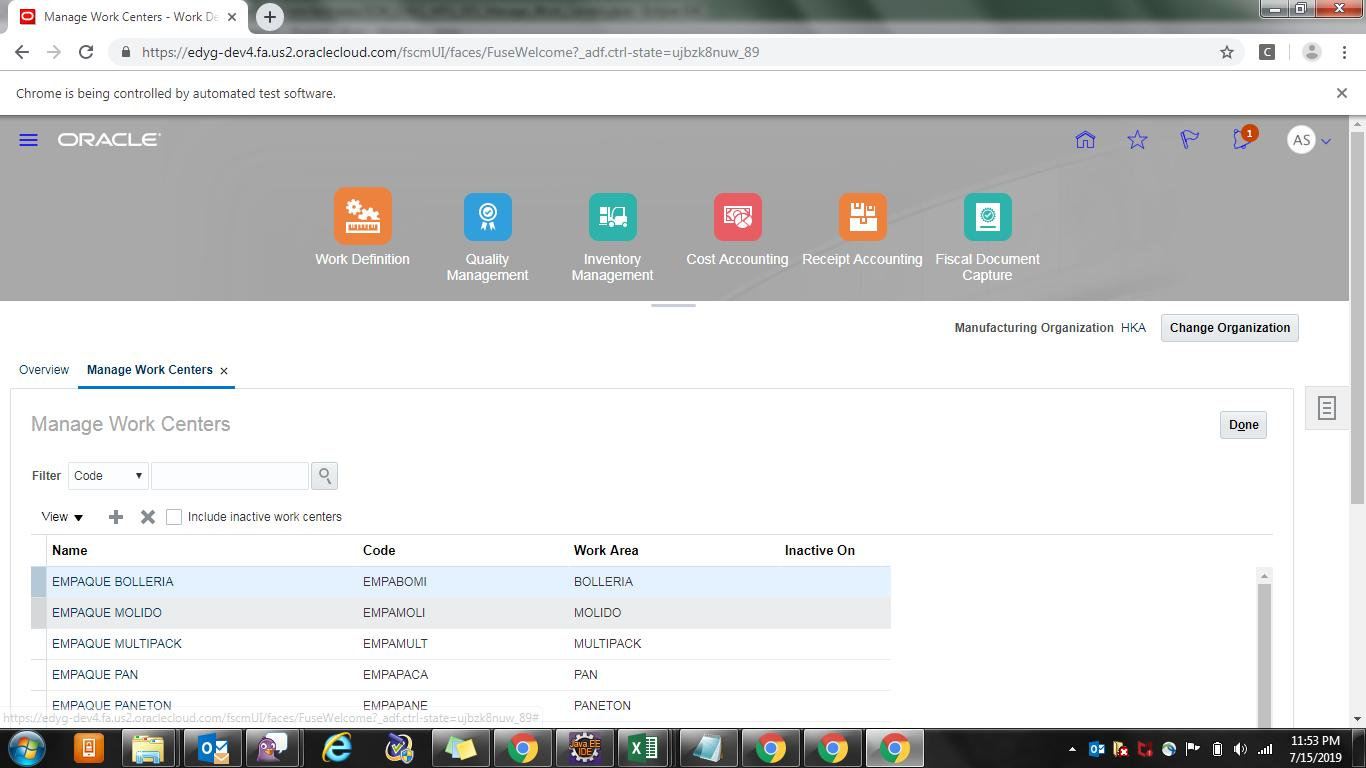 Manage Work Centers - Work De
https://edyg-dev4.fa.us2.oraclecloud.com/fscmUI/faces/FuseWelcome?_adf.ctrl-state=ujbzk8nuw_89
C
Chrome is being controlled by automated test software.
ORACLE
1
AS
Work Definition
Quality Management
Inventory Management
Cost Accounting
Receipt Accounting
Fiscal Document Capture
Manufacturing Organization HKA Change Organization
Overview Manage Work Centers
Manage Work Centers
Done
Filter Code
View Include inactive work centers
Name Code Work Area Inactive On
EMPAQUE BOLLERIA EMPABOMI BOLLERIA
EMPAQUE MOLIDO EMPAMOLI MOLIDO
EMPAQUE MULTIPACK EMPAMULT MULTIPACK
EMPAQUE PAN EMPAPACA PAN
EMPAQUE PANETON EMPAPANE PANETON
https://edyg-dev4.fa.us2.oraclecloud.com/fscmUI/faces/FuseWelcome?_adf.ctrl-state=ujbzk8nuw_89#
Java EE
IDE
11:53 PM
7/15/2019